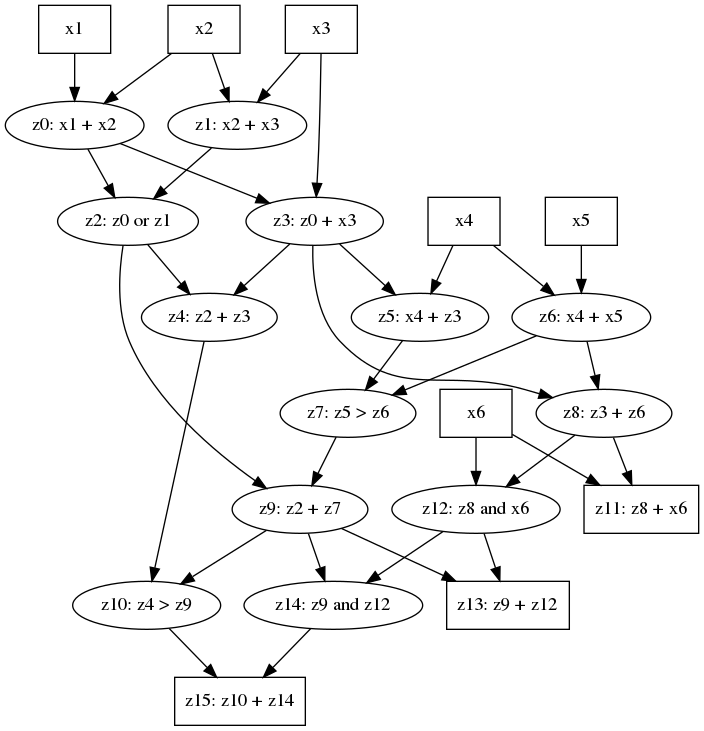 x1
x2
x3
z0: x1 + x2
z1: x2 + x3
z2: z0 or z1
z3: z0 + x3
x4
x5
z4: z2 + z3
z5: x4 + z3
z6: x4 + x5
z7: z5 > z6
x6
z8: z3 + z6
z9: z2 + z7
z12: z8 and x6
z11: z8 + x6
z10: z4 > z9
z14: z9 and z12
z13: z9 + z12
z15: z10 + z14